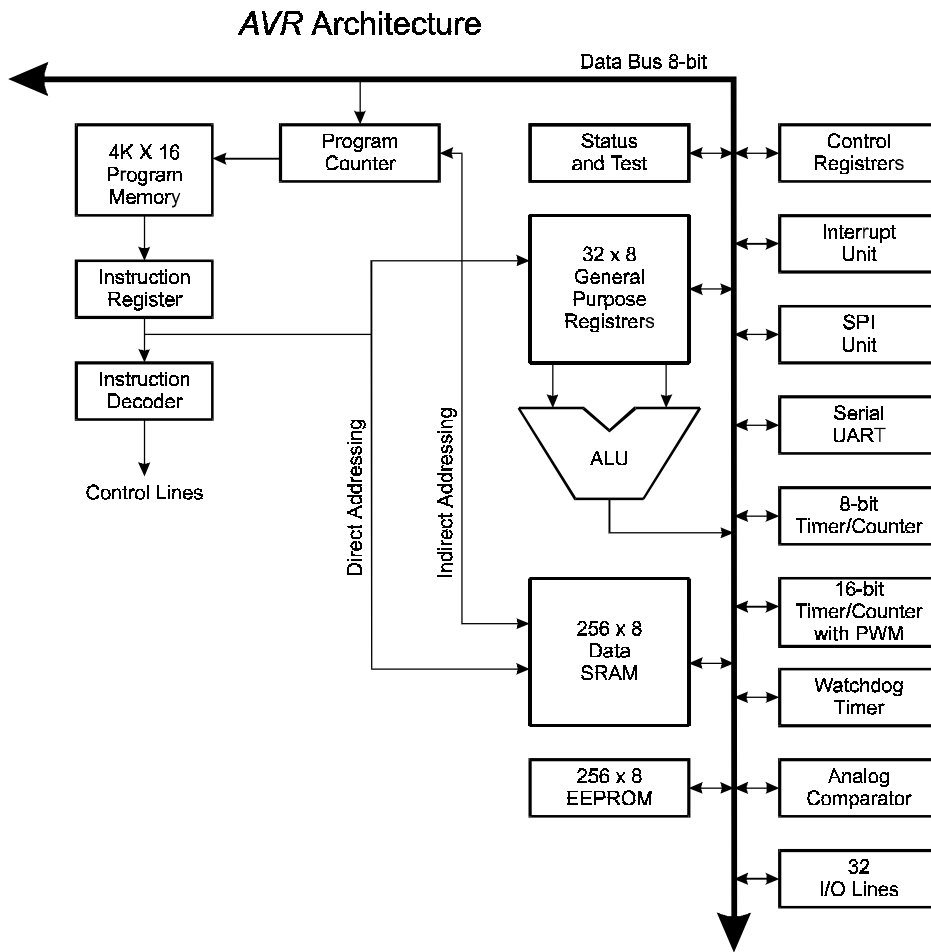 AVR Architecture
Data Bus 8-bit
4K X 16
Program
Memory
Program
Counter
Status
and Test
Control
Registrers
Instruction
Register
32 x 8
General
Purpose
Registrers
Interrupt
Unit
SPI
Unit
Instruction
Decoder
Control Lines
Direct Addressing
Indirect Addressing
ALU
Serial
UART
8-bit
Timer/Counter
256 x 8
Data
SRAM
16-bit
Timer/Counter
with PWM
Watchdog
Timer
256 x 8
EEPROM
Analog
Comparator
32
I/O Lines